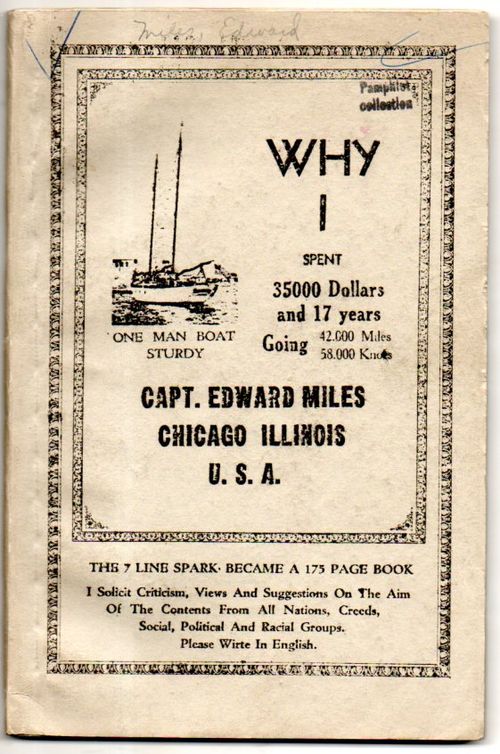 Miles, Edward
Pamphlet
collection
WHY
I
SPENT
35000 Dollars
and 17 years
Going 42.000 Miles
58.000 Knots
ONE MAN BOAT
STURDY
CAPT. EDWARD MILES
CHICAGO ILLINOIS
U. S. A.
THE 7 LINE SPARK· BECAME A 175 PAGE BOOK
I Solicit Criticism, Views And Suggestions On The Aim
Of The Contents From All Nations, Creeds,
Social, Political And Racial Groups.
Please Wirte In English.